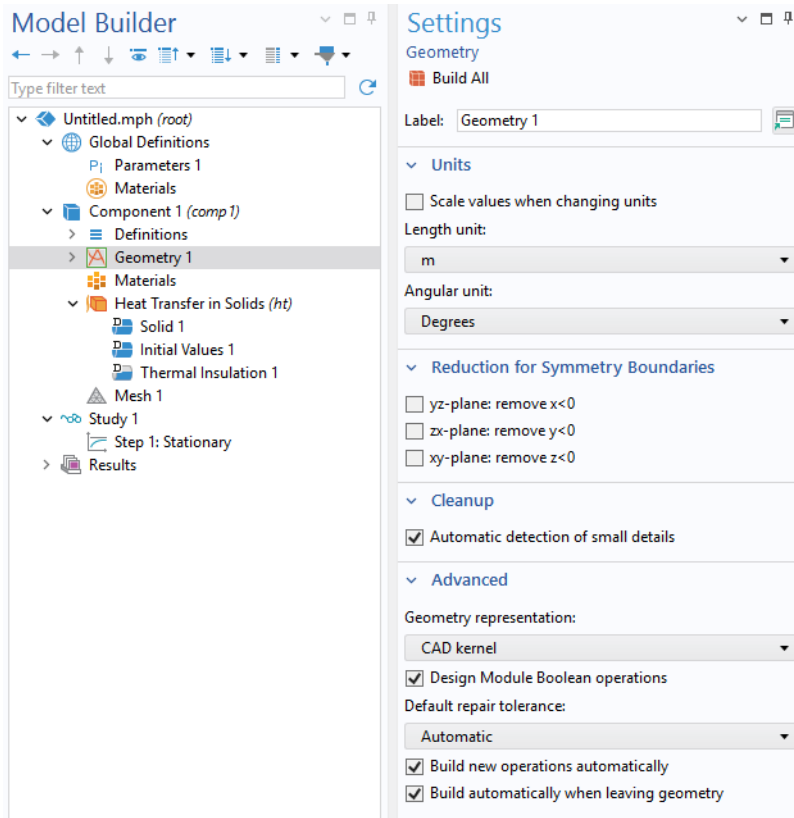 Model Builder
Type filter text
Untitled.mph (root)
Global Definitions
Pi Parameters 1
Materials
Component 1 (comp1)
Definitions
Geometry 1
Materials
Heat Transfer in Solids (ht)
D Solid 1
D Initial Values 1
D Thermal Insulation 1
Mesh 1
Study 1
Step 1: Stationary
Results
Settings
Geometry
Build All
Label: Geometry 1
Units
Scale values when changing units
Length unit:
m
Angular unit:
Degrees
Reduction for Symmetry Boundaries
yz-plane: remove x<0
zx-plane: remove y<0
xy-plane: remove z<0
Cleanup
Automatic detection of small details
Advanced
Geometry representation:
CAD kernel
Design Module Boolean operations
Default repair tolerance:
Automatic
Build new operations automatically
Build automatically when leaving geometry